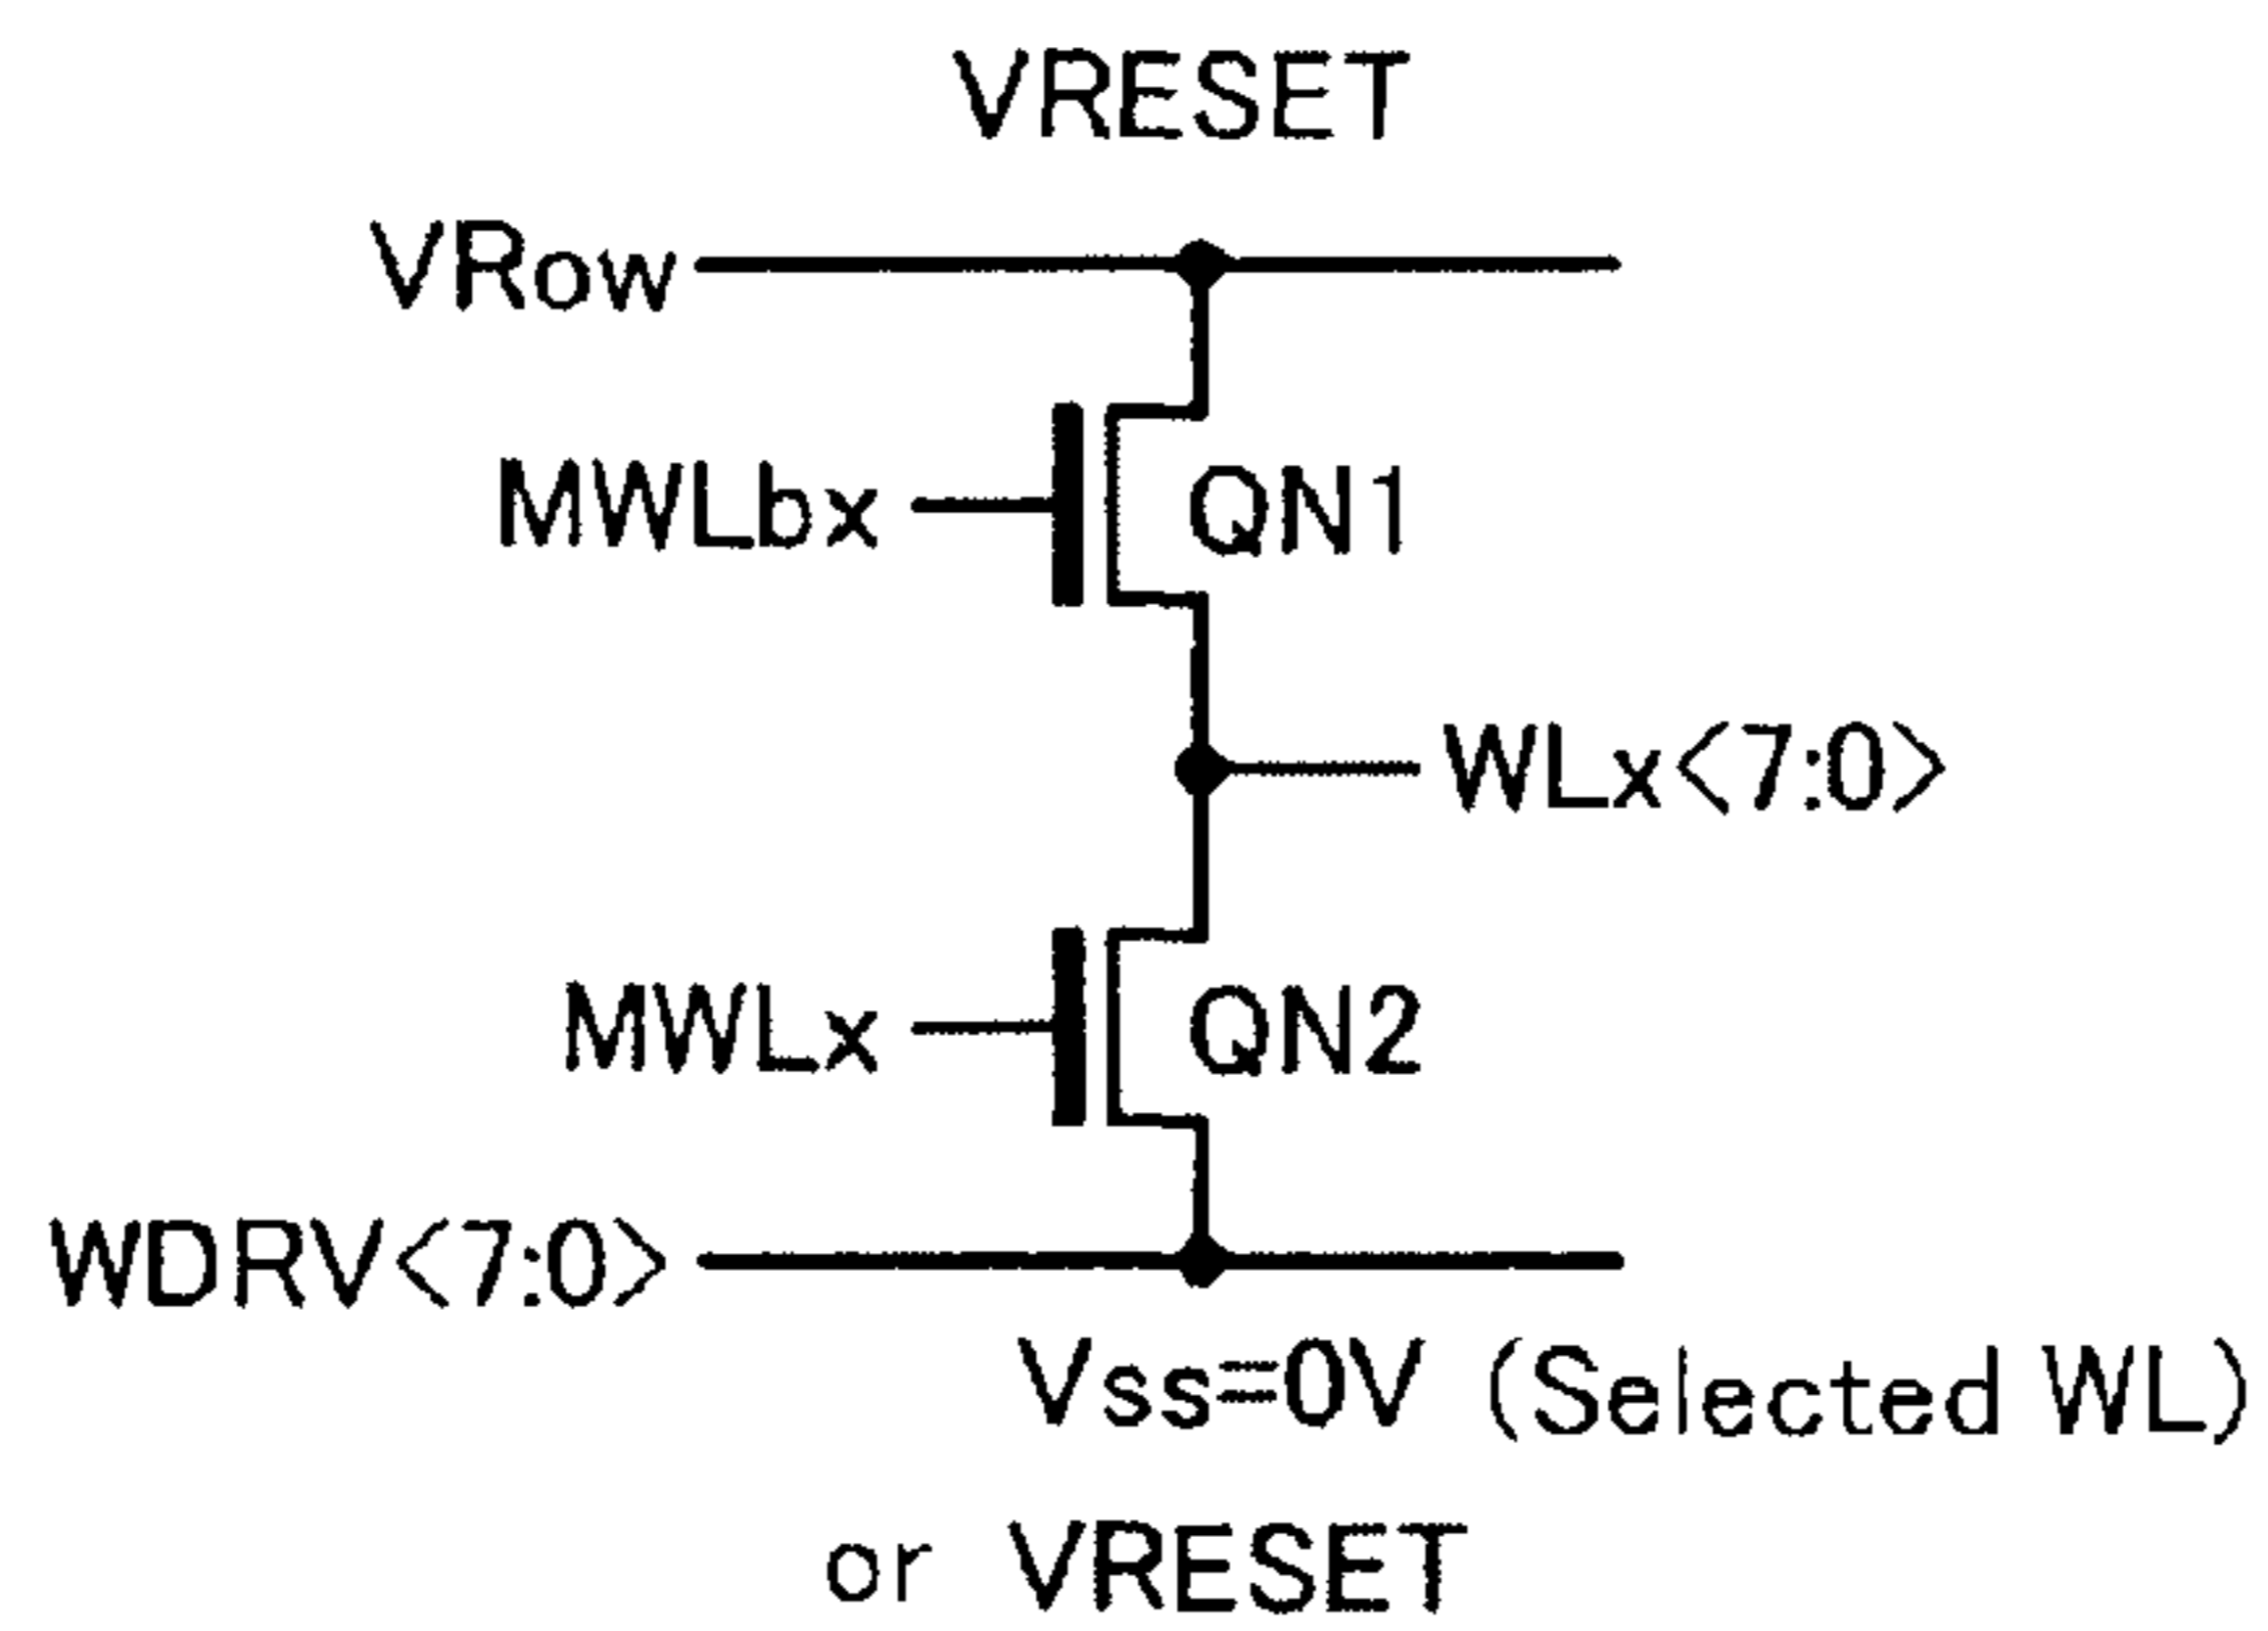 VRESET
VRow
MWLbx
QN1
WLx<7:0>
MWLx
QN2
WDRV<7:0>
Vss=0V (Selected WL)
or VRESET